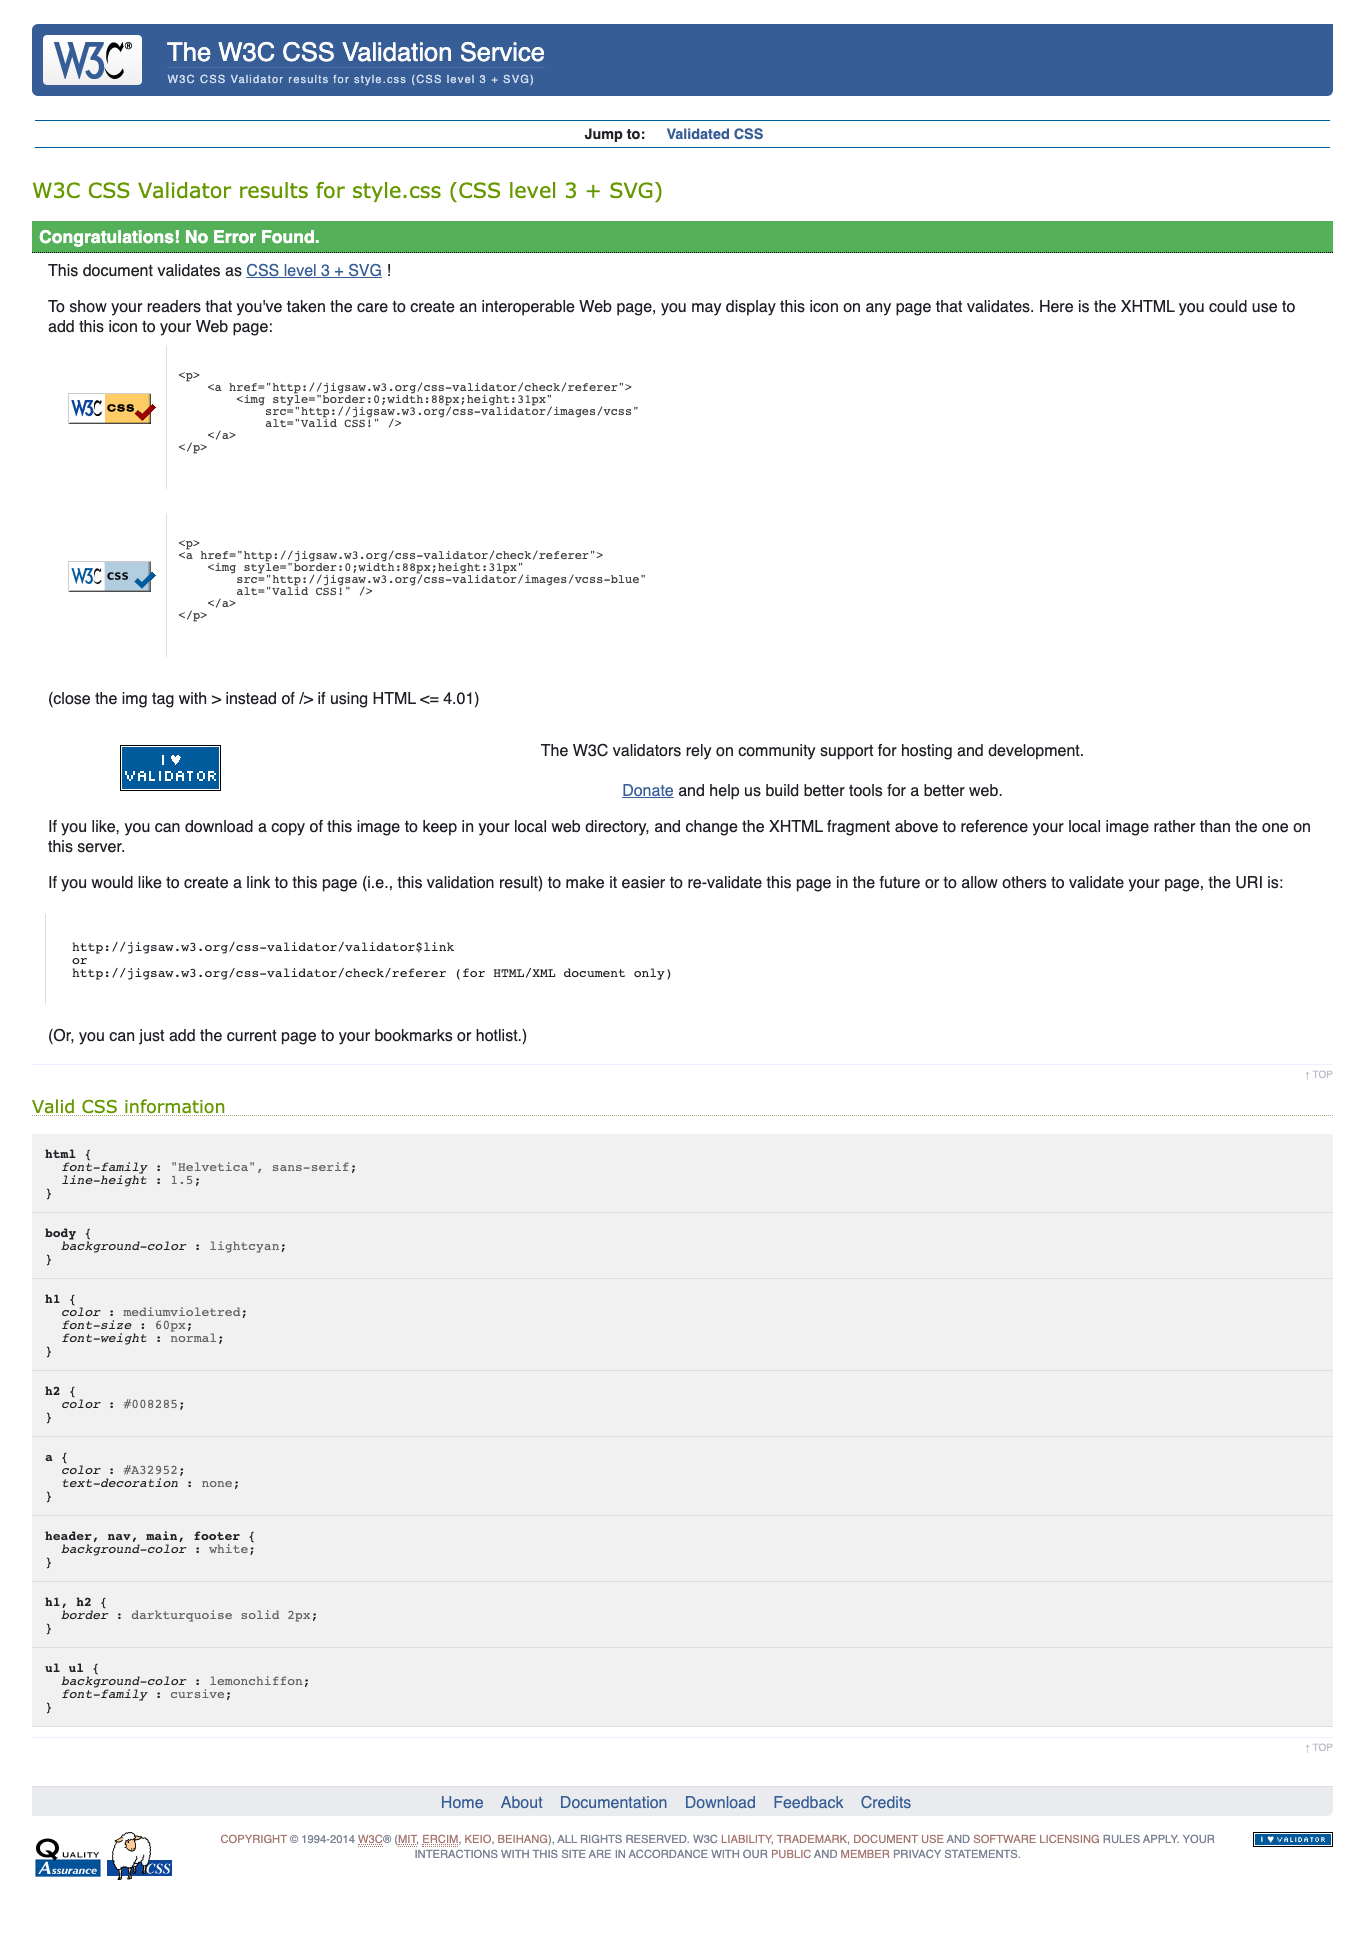 W3C®
The W3C CSS Validation Service
W3C CSS Validator results for style.css (CSS level 3 + SVG)
Jump to: Validated CSS
W3C CSS Validator results for style.css (CSS level 3 + SVG)
Congratulations! No Error Found.
This document validates as CSS level 3 + SVG !
To show your readers that you've taken the care to create an interoperable Web page, you may display this icon on any page that validates. Here is the XHTML you could use to
add this icon to your Web page:
W3C CSS
<p>
<a href="http://jigsaw.w3.org/css-validator/check/referer">
<img style="border:0;width:88px;height:31px"
src="http://jigsaw.w3.org/css-validator/images/vcss"
alt="Valid CSS!" />
</a>
</p>
W3C CSS
<p>
<a href="http://jigsaw.w3.org/css-validator/check/referer">
<img style="border:0;width:88px;height:31px"
src="http://jigsaw.w3.org/css-validator/images/vcss-blue"
alt="Valid CSS!" />
</a>
</p>
(close the img tag with > instead of /> if using HTML <= 4.01)
I ♥
VALIDATOR
The W3C validators rely on community support for hosting and development.
Donate and help us build better tools for a better web.
If you like, you can download a copy of this image to keep in your local web directory, and change the XHTML fragment above to reference your local image rather than the one on
this server.
If you would like to create a link to this page (i.e., this validation result) to make it easier to re-validate this page in the future or to allow others to validate your page, the URI is:
http://jigsaw.w3.org/css-validator/validator$link
or
http://jigsaw.w3.org/css-validator/check/referer (for HTML/XML document only)
(Or, you can just add the current page to your bookmarks or hotlist.)
↑ TOP
Valid CSS information
html {
font-family : "Helvetica", sans-serif;
line-height : 1.5;
}
body {
background-color : lightcyan;
}
h1 {
color : mediumvioletred;
font-size : 60px;
font-weight : normal;
}
h2 {
color : #008285;
}
a {
color : #A32952;
text-decoration : none;
}
header, nav, main, footer {
background-color : white;
}
h1, h2 {
border : darkturquoise solid 2px;
}
ul ul {
background-color : lemonchiffon;
font-family : cursive;
}
↑ TOP
Home About Documentation Download Feedback Credits
Quality
Assurance
CSS
COPYRIGHT © 1994-2014 W3C® (MIT, ERCIM, KEIO, BEIHANG), ALL RIGHTS RESERVED. W3C LIABILITY, TRADEMARK, DOCUMENT USE AND SOFTWARE LICENSING RULES APPLY. YOUR
INTERACTIONS WITH THIS SITE ARE IN ACCORDANCE WITH OUR PUBLIC AND MEMBER PRIVACY STATEMENTS.
I ♥ VALIDATOR